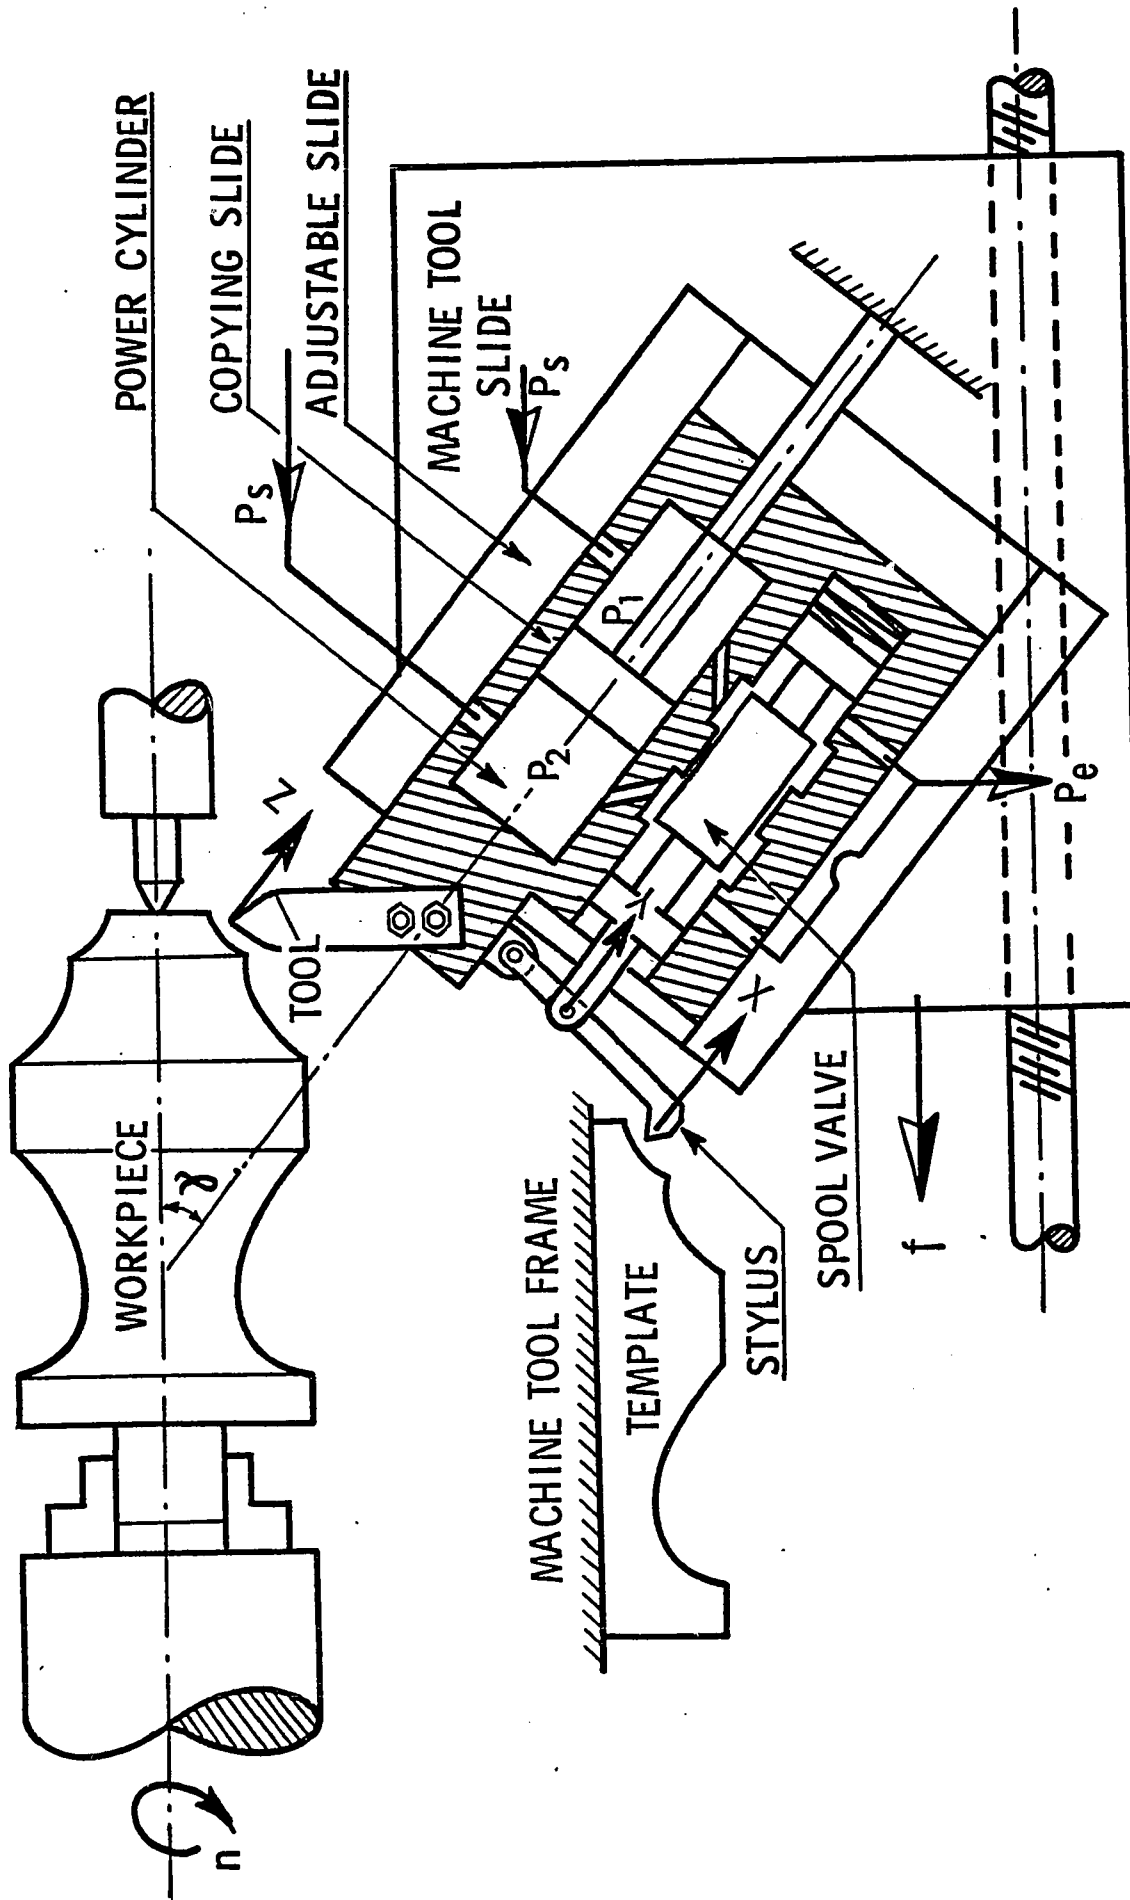 POWER CYLINDER
COPYING SLIDE
ADJUSTABLE SLIDE
MACHINE TOOL
SLIDE
Ps
Ps
P1
P2
Pe
Z
Y
X
TOOL
WORKPIECE
γ
MACHINE TOOL FRAME
TEMPLATE
STYLUS
SPOOL VALVE
f
n